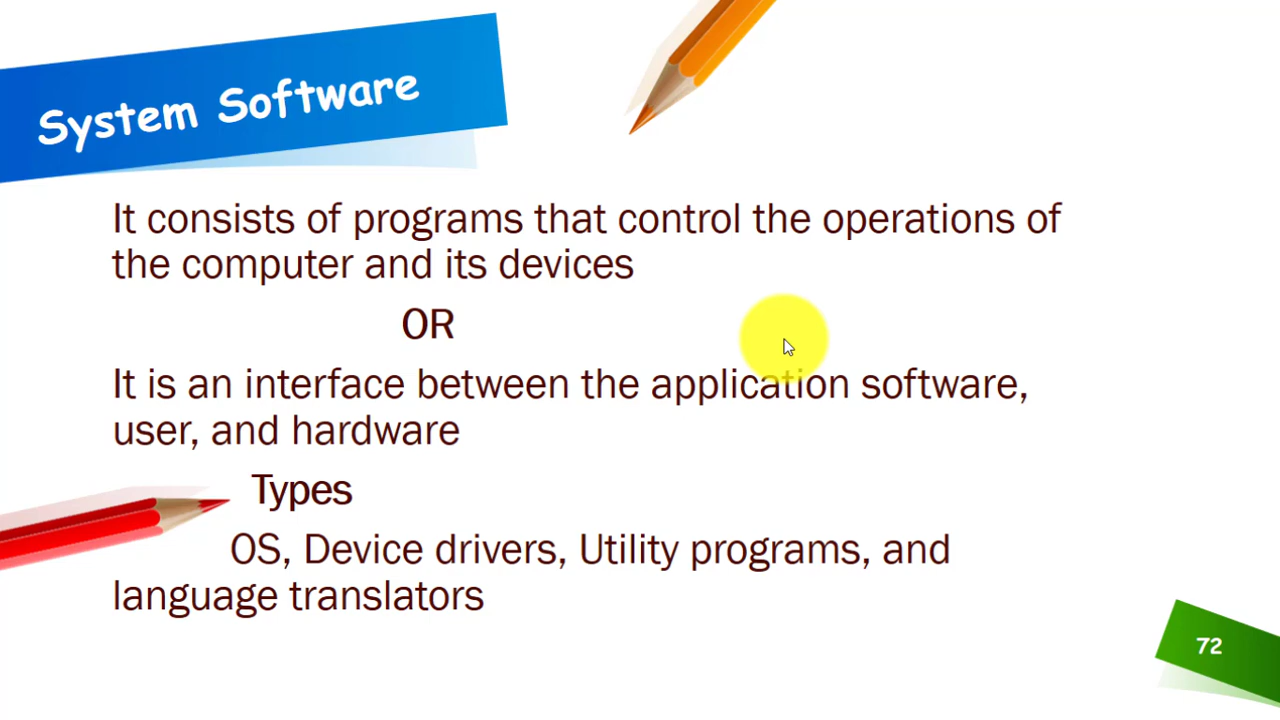 System Software
It consists of programs that control the operations of
the computer and its devices
OR
It is an interface between the application software,
user, and hardware
Types
OS, Device drivers, Utility programs, and
language translators
72